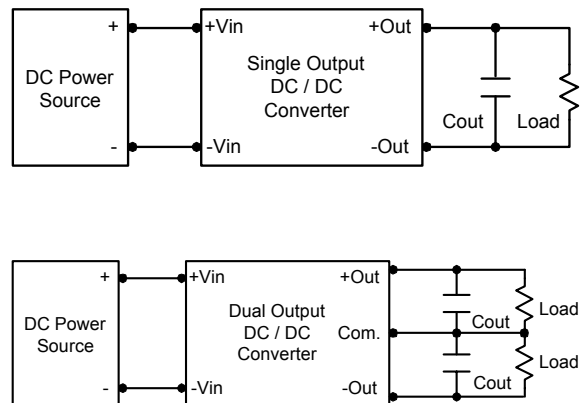 + +Vin +Out
DC Power
Source
Single Output
DC / DC
Converter
Cout Load
- -Vin -Out
+ +Vin +Out
DC Power
Source
Dual Output
DC / DC
Converter
Com.
Cout Load
Cout Load
- -Vin -Out